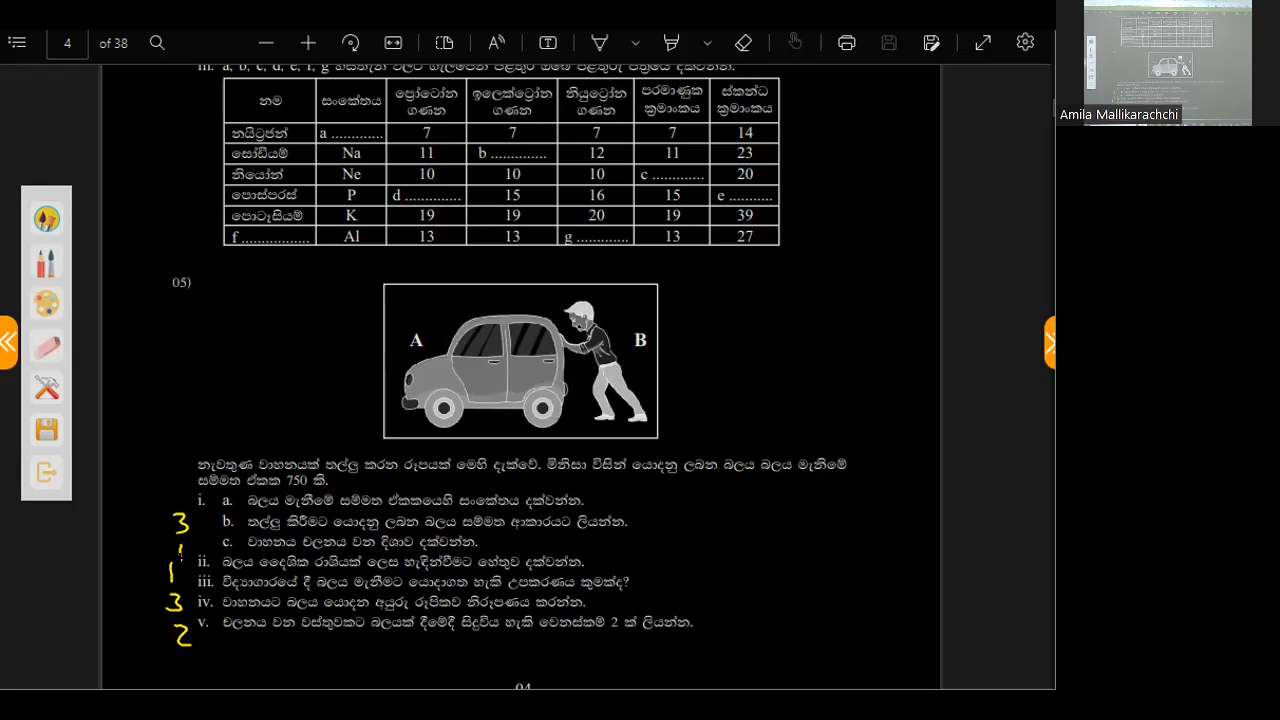 4 of 38
iii. a, b, c, d, e, f, g හිස්තැන් වලට ගැලපෙන පිළිතුර ඔබේ පිළිතුරු පත්‍රයේ දක්වන්න.
නම සංකේතය ප්‍රෝටෝන ගණන ඉලෙක්ට්‍රෝන ගණන නියුට්‍රෝන ගණන පරමාණුක ක්‍රමාංකය ස්කන්ධ ක්‍රමාංකය
නයිට්‍රජන් a ............. 7 7 7 7 14
සෝඩියම් Na 11 b .............. 12 11 23
නියෝන් Ne 10 10 10 c ............. 20
පොස්පරස් P d .............. 15 16 15 e ...........
පොටෑසියම් K 19 19 20 19 39
f ................. Al 13 13 g ............. 13 27
05)
A B
නැවතුණ වාහනයක් තල්ලු කරන රූපයක් මෙහි දැක්වේ. මිනිසා විසින් යොදනු ලබන බලය බලය මැනිමේ
සම්මත ඒකක 750 කි.
i. a. බලය මැනීමේ සම්මත ඒකකයෙහි සංකේතය දක්වන්න.
3 b. තල්ලු කිරීමට යොදනු ලබන බලය සම්මත ආකාරයට ලියන්න.
c. වාහනය චලනය වන දිශාව දක්වන්න.
1 ii. බලය දෛශික රාශියක් ලෙස හැඳින්වීමට හේතුව දක්වන්න.
1 iii. විද්‍යාගාරයේ දී බලය මැනීමට යොදාගත හැකි උපකරණය කුමක්ද?
3 iv. වාහනයට බලය යොදන අයුරු රූපිකව නිරූපණය කරන්න.
2 v. චලනය වන වස්තුවකට බලයක් දීමේදී සිදුවිය හැකි වෙනස්කම් 2 ක් ලියන්න.
04
Amila Mallikarachchi